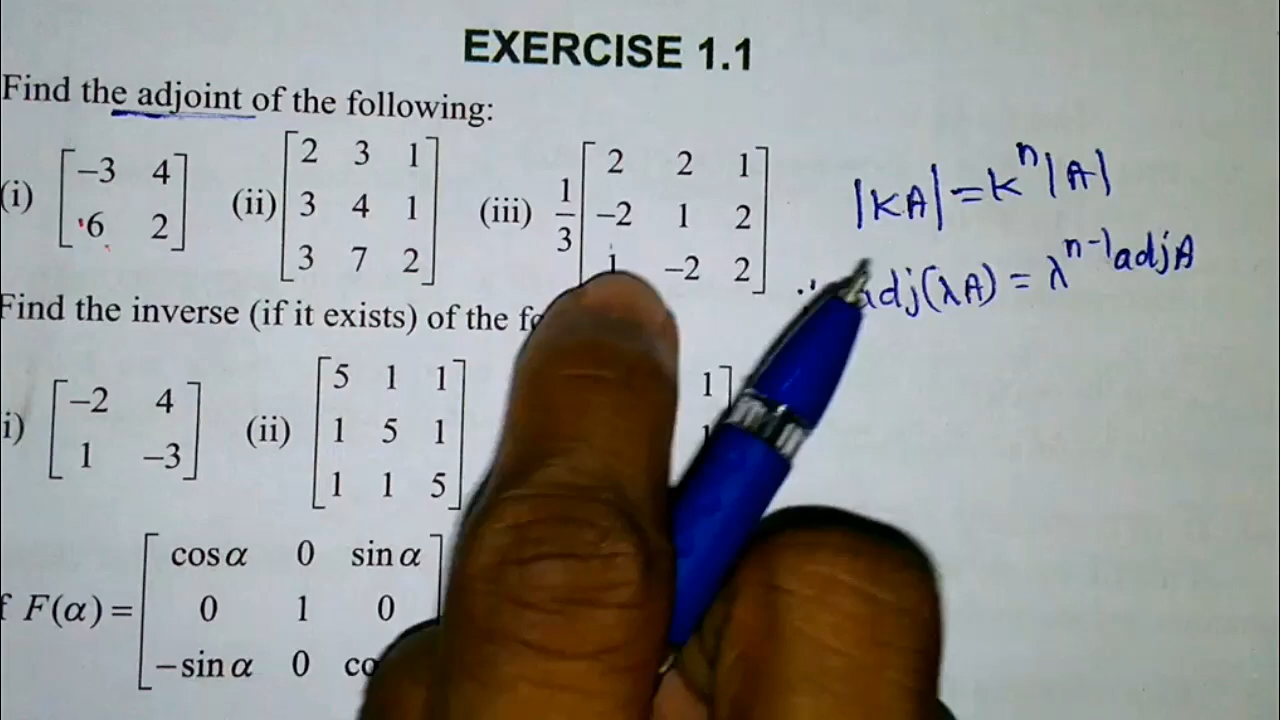 EXERCISE 1.1
Find the adjoint of the following:
(i) [-3 4
6 2]
(ii) [2 3 1
3 4 1
3 7 2]
(iii) 1/3 [2 2 1
-2 1 2
1 -2 2]
|KA| = K^n |A|
adj(λA) = λ^{n-1} adjA
Find the inverse (if it exists) of the
i) [-2 4
1 -3]
(ii) [5 1 1
1 5 1
1 1 5]
1]
F(α) = [cos α 0 sin α
0 1 0
-sin α 0